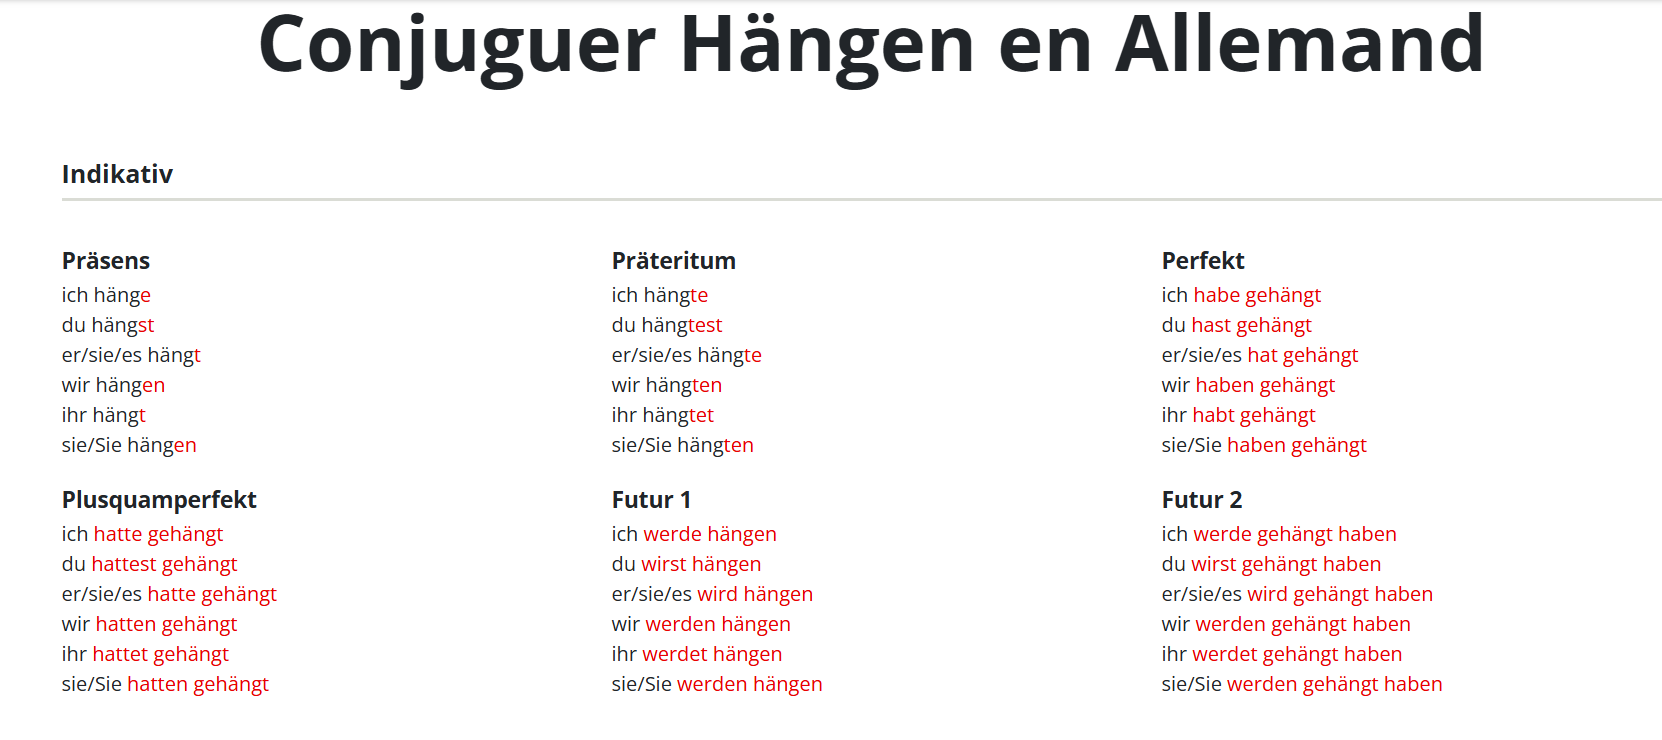 Conjuguer Hängen en Allemand
Indikativ
Präsens
ich hänge
du hängst
er/sie/es hängt
wir hängen
ihr hängt
sie/Sie hängen
Präteritum
ich hängte
du hängtest
er/sie/es hängte
wir hängten
ihr hängtet
sie/Sie hängten
Perfekt
ich habe gehängt
du hast gehängt
er/sie/es hat gehängt
wir haben gehängt
ihr habt gehängt
sie/Sie haben gehängt
Plusquamperfekt
ich hatte gehängt
du hattest gehängt
er/sie/es hatte gehängt
wir hatten gehängt
ihr hattet gehängt
sie/Sie hatten gehängt
Futur 1
ich werde hängen
du wirst hängen
er/sie/es wird hängen
wir werden hängen
ihr werdet hängen
sie/Sie werden hängen
Futur 2
ich werde gehängt haben
du wirst gehängt haben
er/sie/es wird gehängt haben
wir werden gehängt haben
ihr werdet gehängt haben
sie/Sie werden gehängt haben